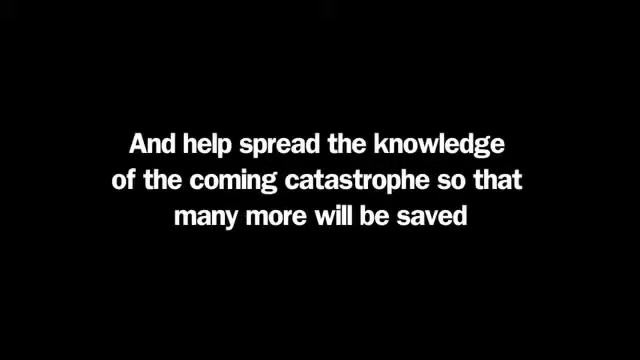 And help spread the knowledge
of the coming catastrophe so that
many more will be saved